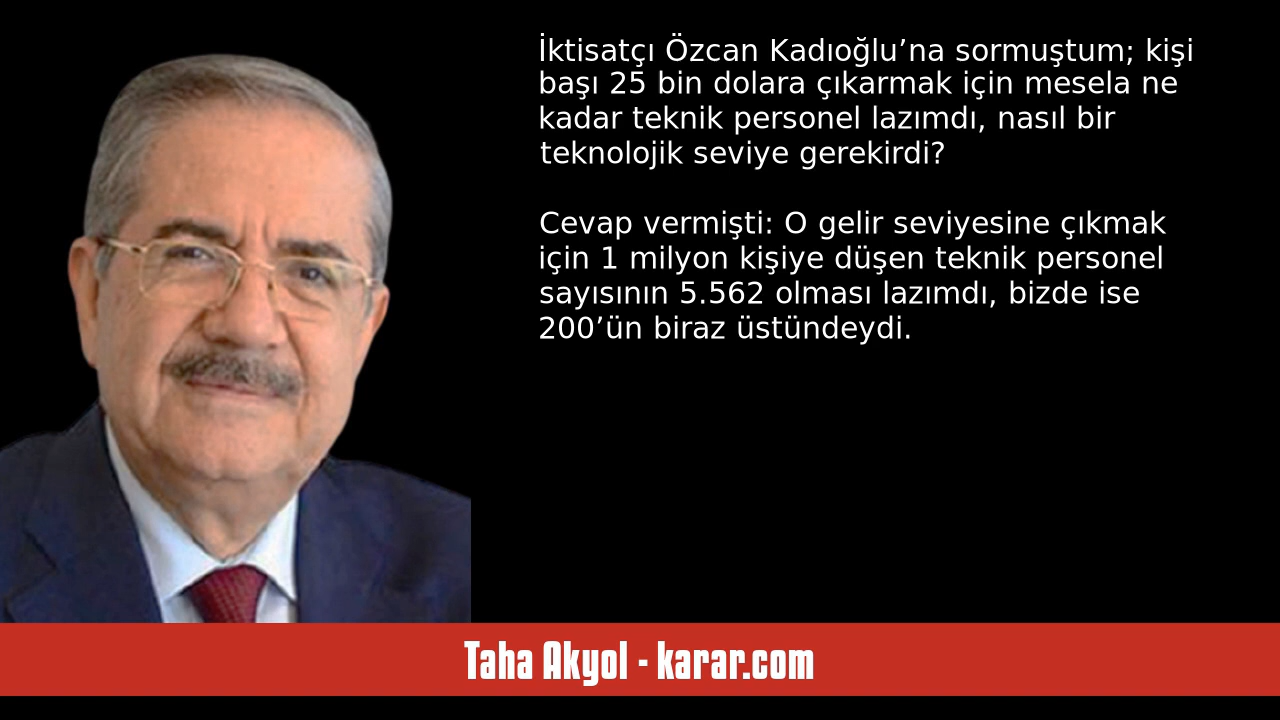 İktisatçı Özcan Kadıoğlu’na sormuştum; kişi
başı 25 bin dolara çıkarmak için mesela ne
kadar teknik personel lazımdı, nasıl bir
teknolojik seviye gerekirdi?
Cevap vermişti: O gelir seviyesine çıkmak
için 1 milyon kişiye düşen teknik personel
sayısının 5.562 olması lazımdı, bizde ise
200’ün biraz üstündeydi.
Taha Akyol - karar.com